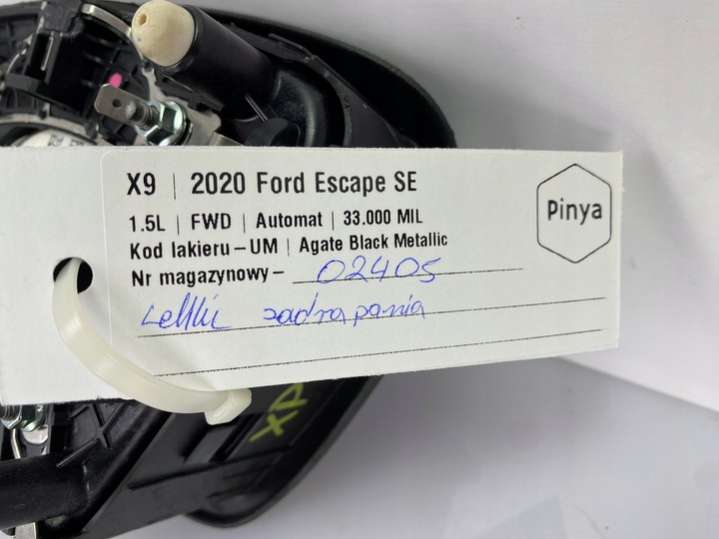 X9 | 2020 Ford Escape SE
Pinya
1.5L | FWD | Automat | 33.000 MIL
Kod lakieru – UM | Agate Black Metallic
Nr magazynowy – 02405
Lekkie zadrapania
XP